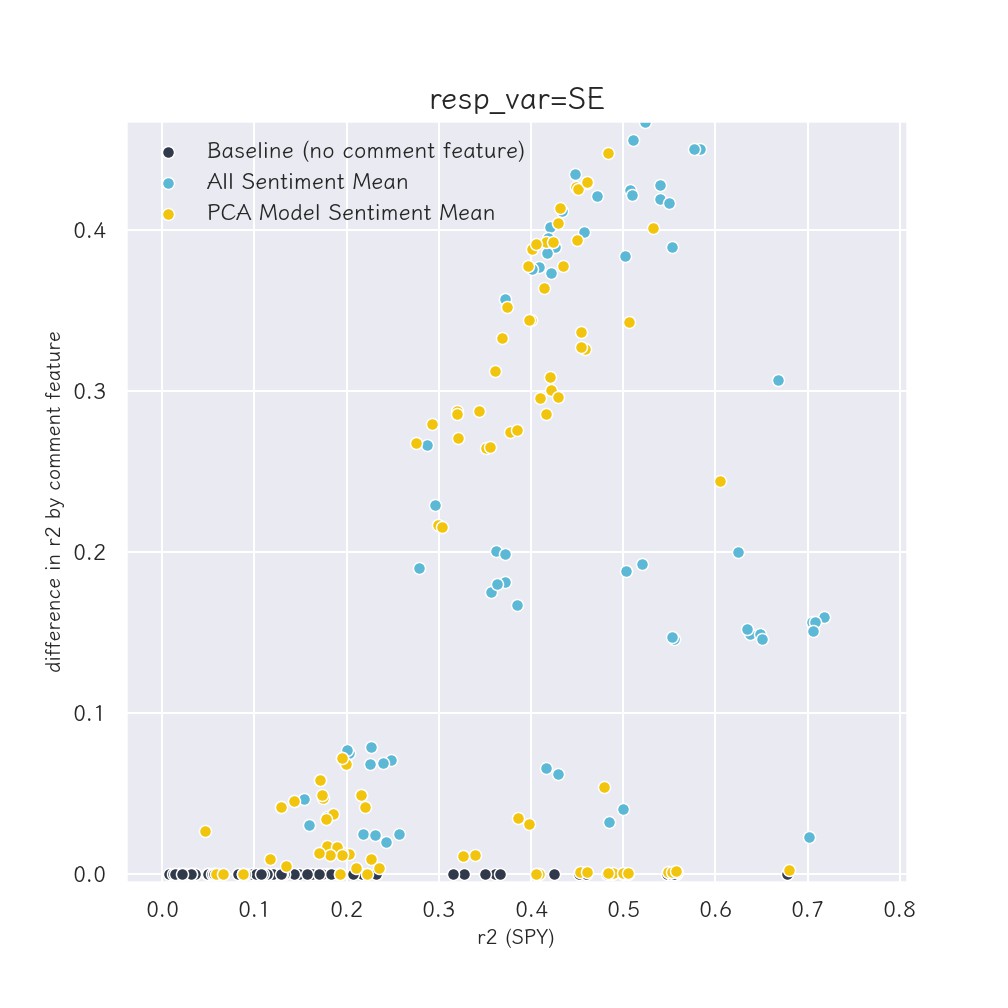 resp_var=SE
Baseline (no comment feature)
All Sentiment Mean
PCA Model Sentiment Mean
difference in r2 by comment feature
0.4
0.3
0.2
0.1
0.0
0.0 0.1 0.2 0.3 0.4 0.5 0.6 0.7 0.8
r2 (SPY)